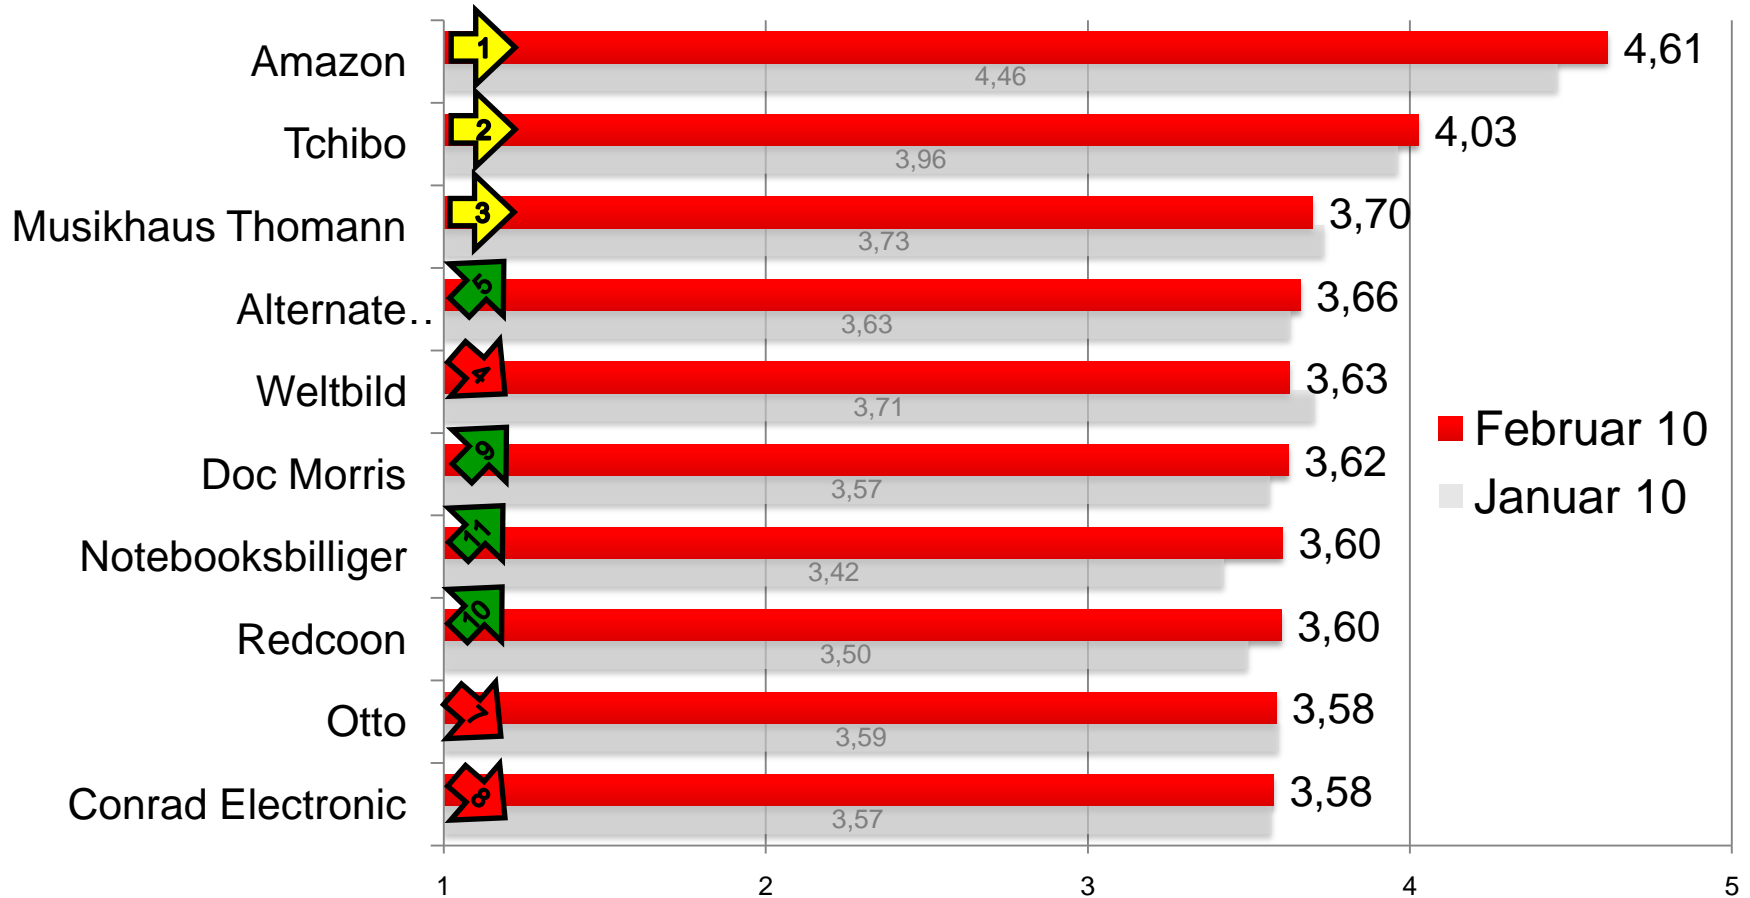 Amazon 1 4,61
4,46
Tchibo 2 4,03
3,96
Musikhaus Thomann 3 3,70
3,73
Alternate.. 5 3,66
3,63
Weltbild 4 3,63
3,71
Doc Morris 9 3,62
3,57
Notebooksbilliger 11 3,60
3,42
Redcoon 10 3,60
3,50
Otto 7 3,58
3,59
Conrad Electronic 8 3,58
3,57
Februar 10
Januar 10
1 2 3 4 5